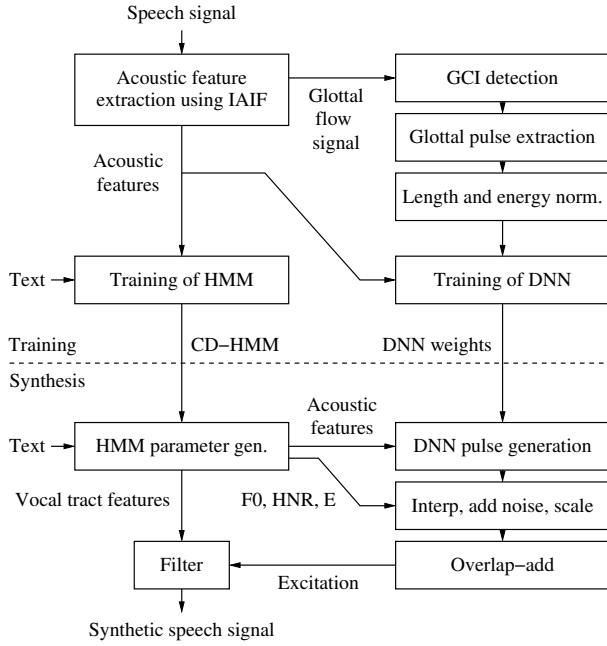 Speech signal
Acoustic feature
extraction using IAIF
Glottal
flow
signal
GCI detection
Glottal pulse extraction
Length and energy norm.
Acoustic
features
Text
Training of HMM
Training of DNN
Training
CD−HMM
DNN weights
Synthesis
Acoustic
features
Text
HMM parameter gen.
DNN pulse generation
Vocal tract features
F0, HNR, E
Interp, add noise, scale
Filter
Excitation
Overlap−add
Synthetic speech signal